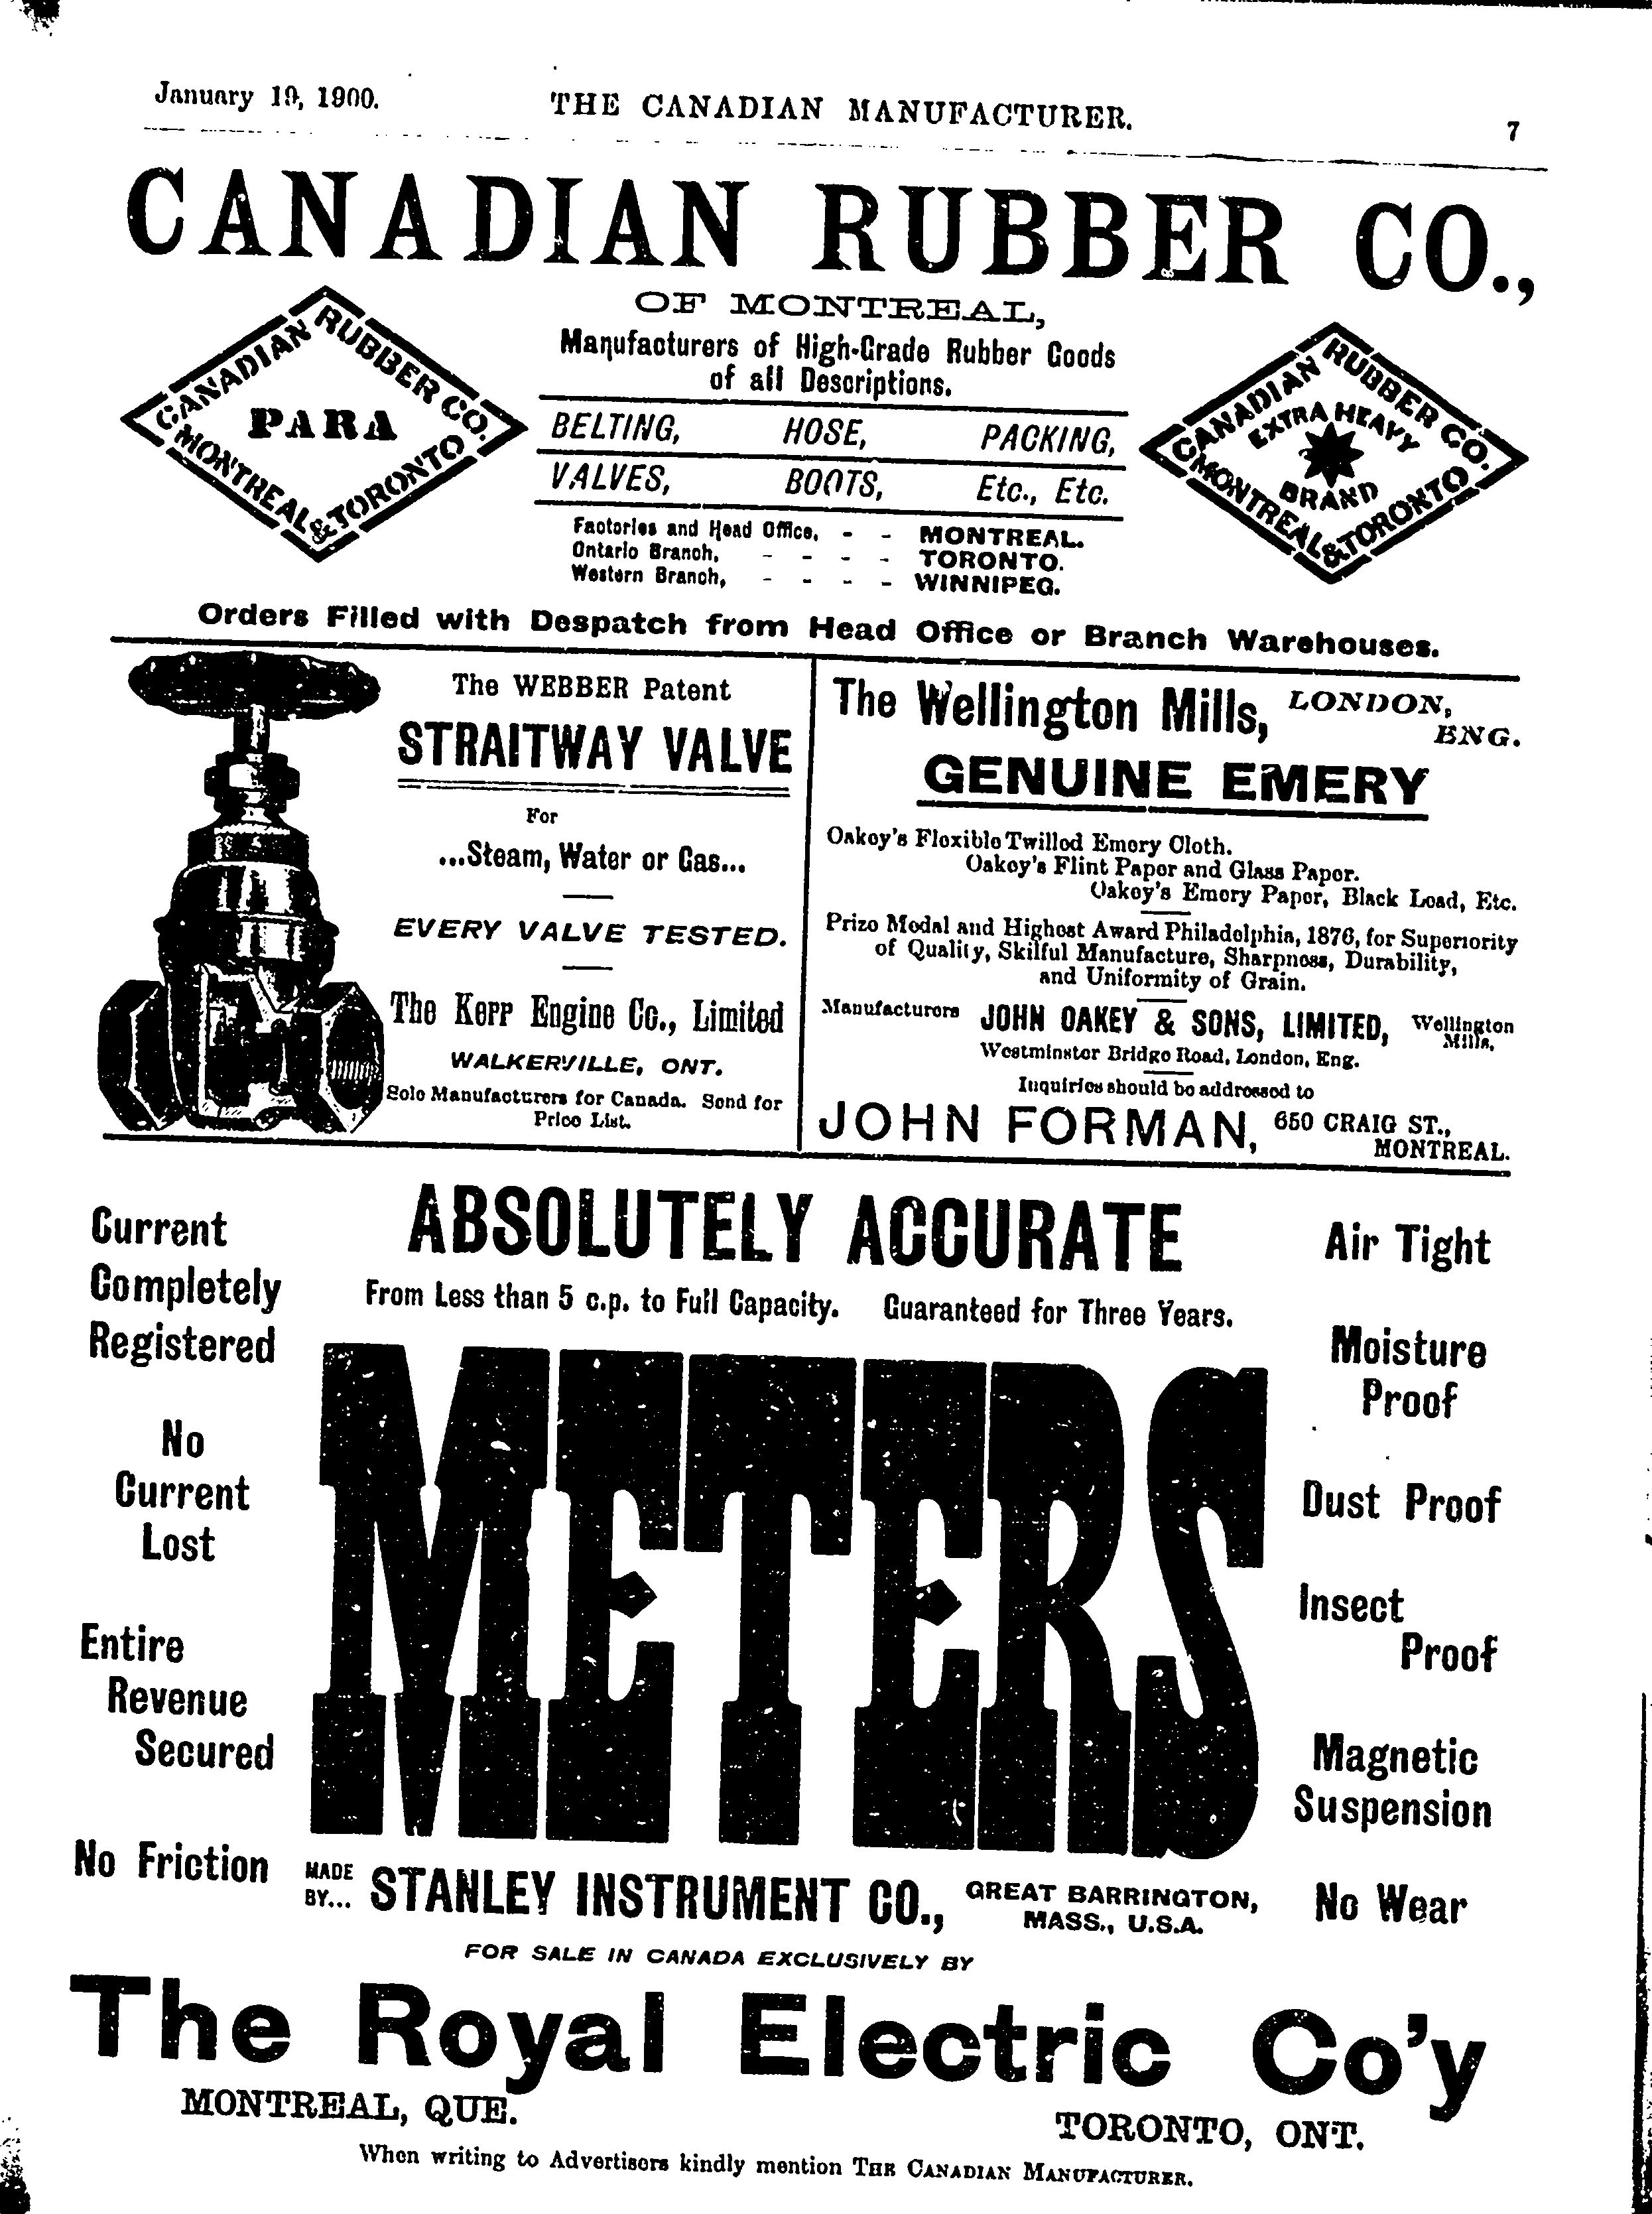 January 19, 1900.
THE CANADIAN MANUFACTURER.
7
CANADIAN RUBBER CO.,
OF MONTREAL,
Manufacturers of High-Grade Rubber Goods
of all Descriptions.
CANADIAN RUBBER CO.
PARA
MONTREAL & TORONTO
BELTING, HOSE, PACKING,
VALVES, BOOTS, Etc., Etc.
CANADIAN RUBBER CO.
EXTRA HEAVY
BRAND
MONTREAL & TORONTO
Factories and Head Office, - - MONTREAL.
Ontario Branch, - - - - TORONTO.
Western Branch, - - - - WINNIPEG.
Orders Filled with Despatch from Head Office or Branch Warehouses.
The WEBBER Patent
STRAITWAY VALVE
For
...Steam, Water or Gas...
EVERY VALVE TESTED.
The Kerr Engine Co., Limited
WALKERVILLE, ONT.
Sole Manufacturers for Canada. Send for
Price List.
The Wellington Mills, LONDON,
ENG.
GENUINE EMERY
Oakey's Flexible Twilled Emery Cloth.
Oakey's Flint Paper and Glass Paper.
Oakey's Emery Paper, Black Lead, Etc.
Prize Medal and Highest Award Philadelphia, 1876, for Superiority
of Quality, Skilful Manufacture, Sharpness, Durability,
and Uniformity of Grain.
Manufacturers JOHN OAKEY & SONS, LIMITED, Wellington
Mills,
Westminster Bridge Road, London, Eng.
Inquiries should be addressed to
JOHN FORMAN, 650 CRAIG ST.,
MONTREAL.
ABSOLUTELY ACCURATE
From Less than 5 c.p. to Full Capacity. Guaranteed for Three Years.
Current
Completely
Registered
No
Current
Lost
Entire
Revenue
Secured
No Friction
METERS
Air Tight
Moisture
Proof
Dust Proof
Insect
Proof
Magnetic
Suspension
No Wear
MADE
BY... STANLEY INSTRUMENT CO., GREAT BARRINGTON,
MASS., U.S.A.
FOR SALE IN CANADA EXCLUSIVELY BY
The Royal Electric Co'y
MONTREAL, QUE.
TORONTO, ONT.
When writing to Advertisers kindly mention THE CANADIAN MANUFACTURER.